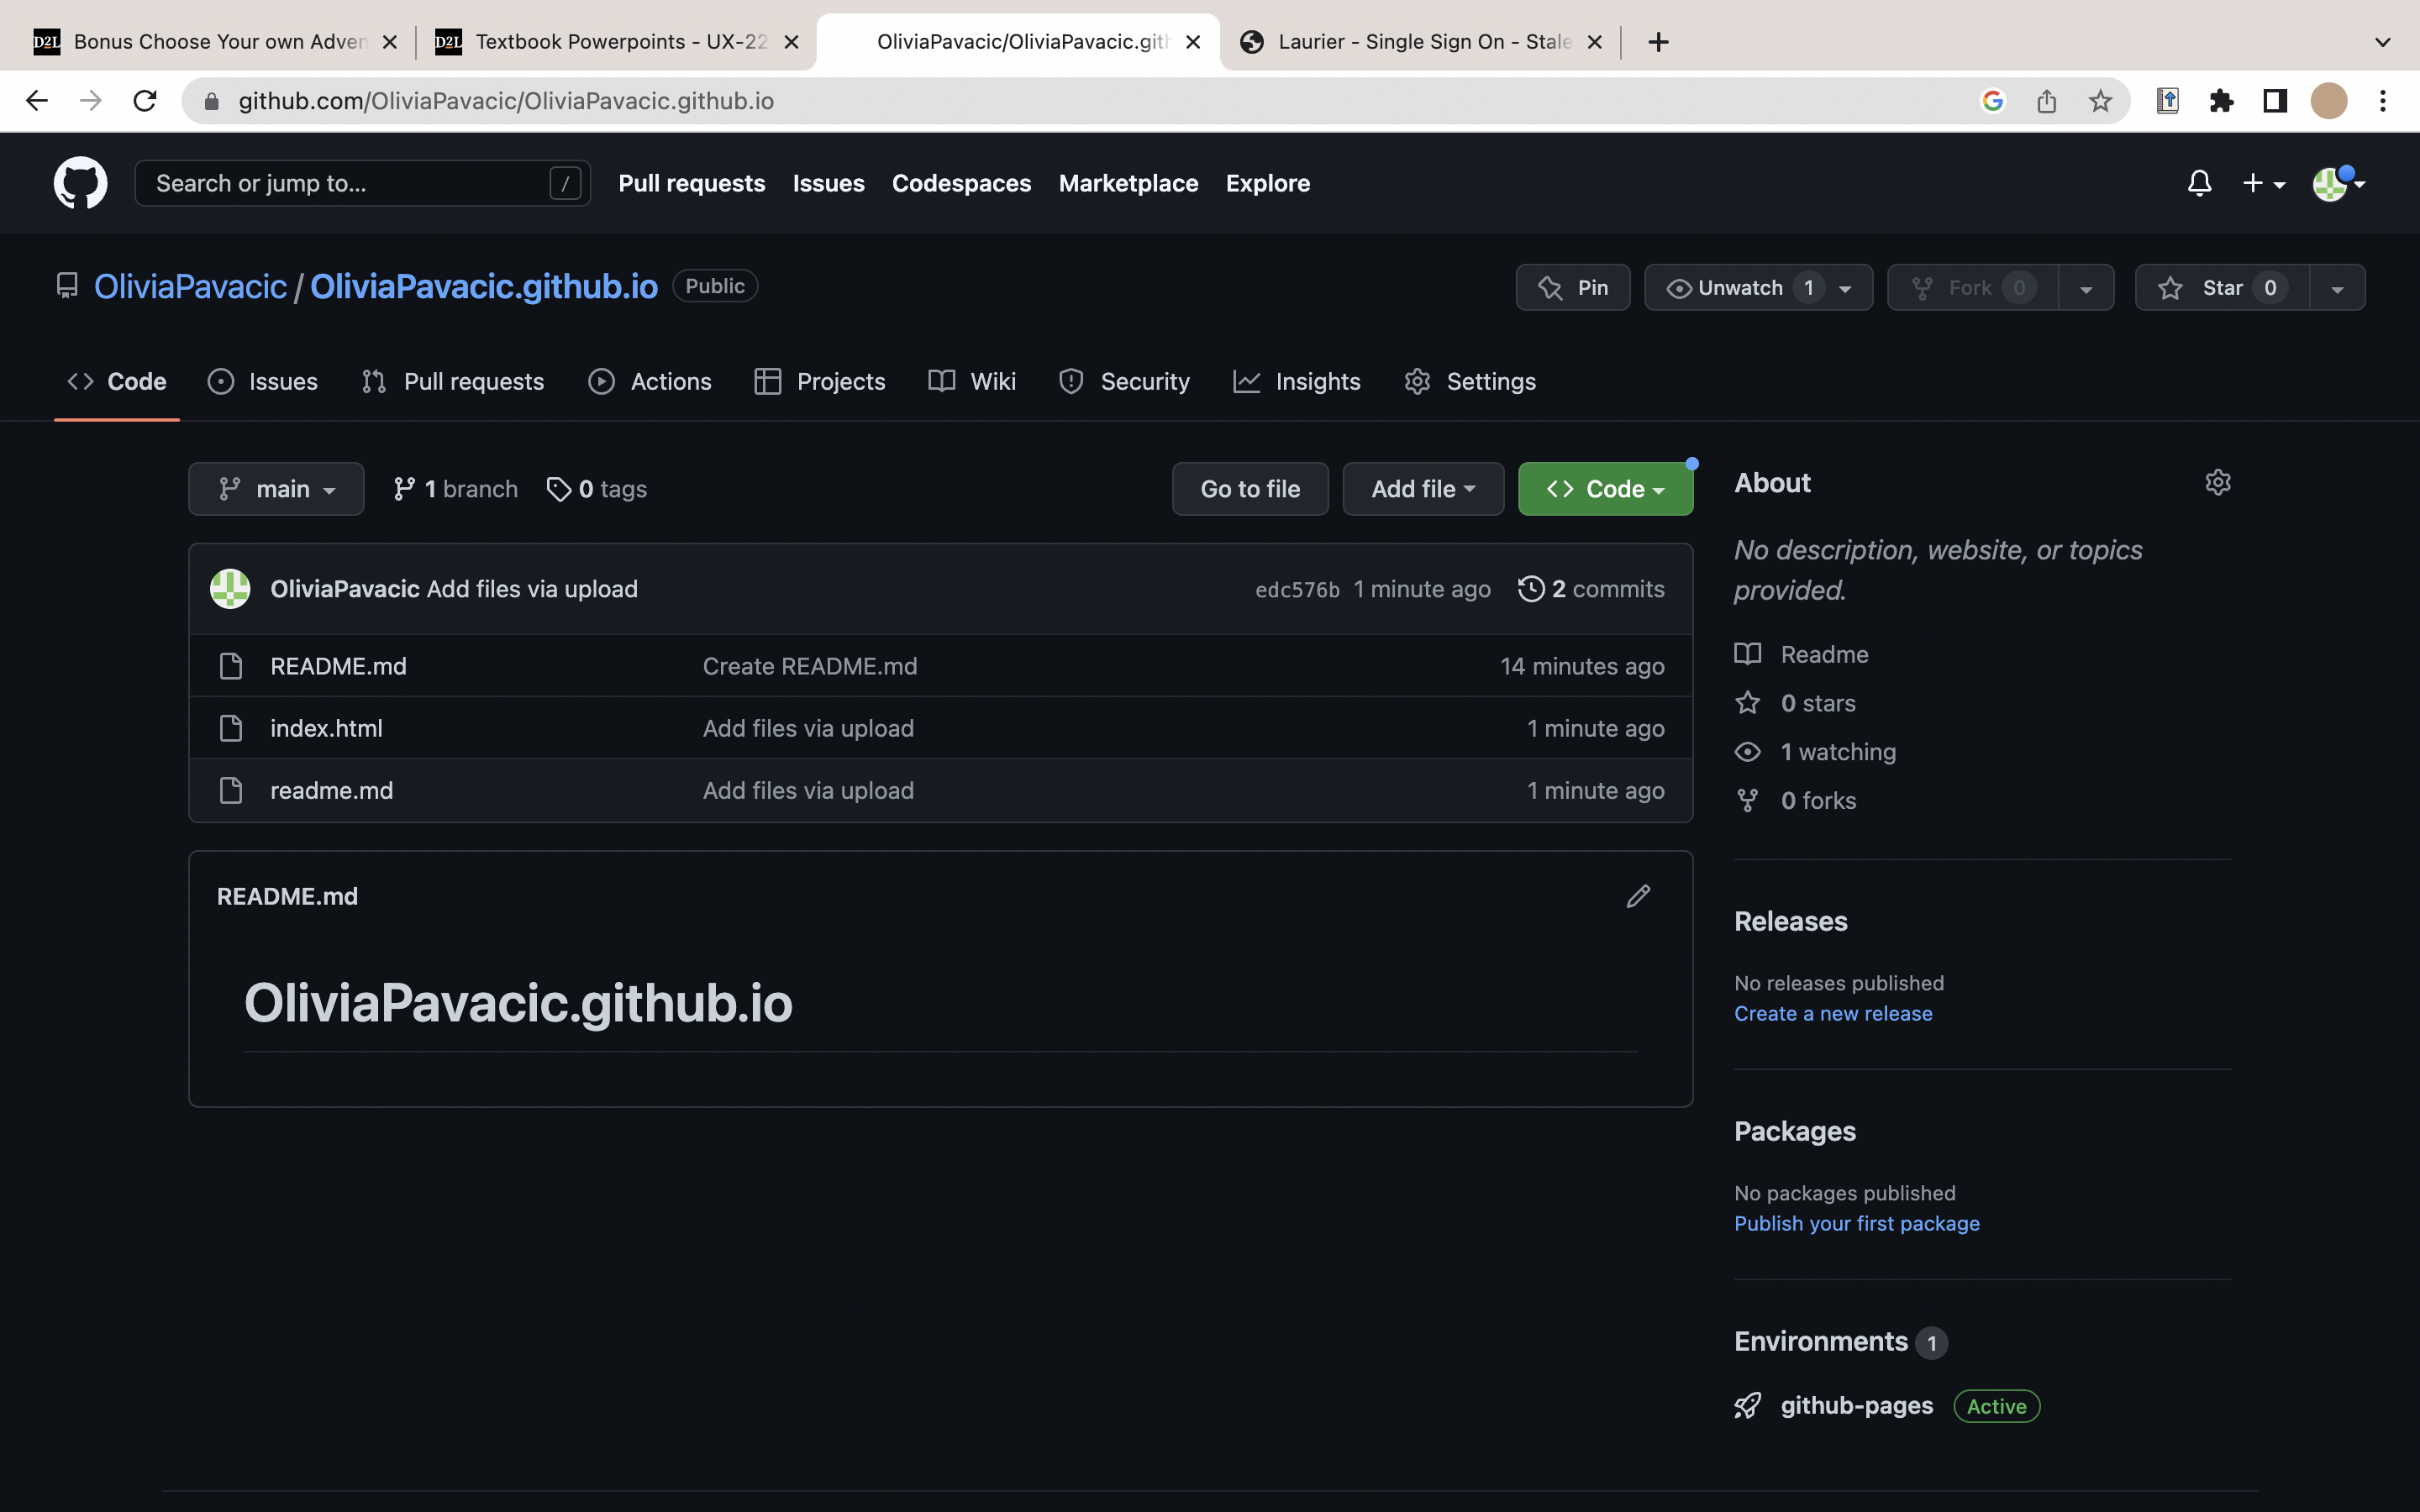 D2L Bonus Choose Your own Adven
D2L Textbook Powerpoints - UX-22
OliviaPavacic/OliviaPavacic.gith
Laurier - Single Sign On - Stale
github.com/OliviaPavacic/OliviaPavacic.github.io
Search or jump to... /
Pull requests Issues Codespaces Marketplace Explore
OliviaPavacic / OliviaPavacic.github.io Public
Pin Unwatch 1 Fork 0 Star 0
Code Issues Pull requests Actions Projects Wiki Security Insights Settings
main 1 branch 0 tags Go to file Add file Code
OliviaPavacic Add files via upload edc576b 1 minute ago 2 commits
README.md Create README.md 14 minutes ago
index.html Add files via upload 1 minute ago
readme.md Add files via upload 1 minute ago
README.md
OliviaPavacic.github.io
About
No description, website, or topics
provided.
Readme
0 stars
1 watching
0 forks
Releases
No releases published
Create a new release
Packages
No packages published
Publish your first package
Environments 1
github-pages Active